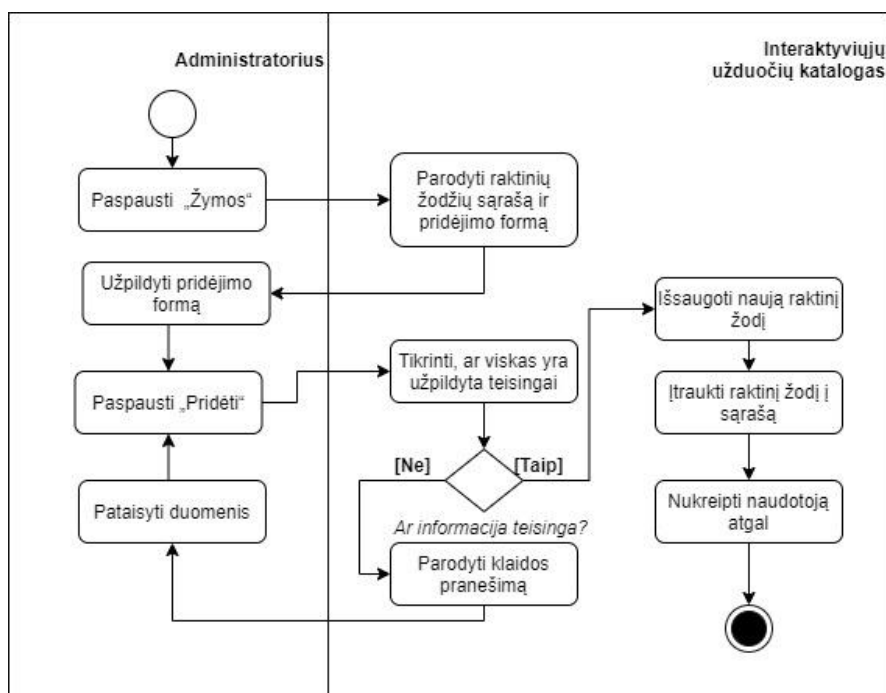 Administratorius
Interaktyviųjų
užduočių katalogas
Paspausti „Žymos“
Parodyti raktinių
žodžių sąrašą ir
pridėjimo formą
Užpildyti pridėjimo
formą
Paspausti „Pridėti“
Tikrinti, ar viskas yra
užpildyta teisingai
[Ne]
[Taip]
Ar informacija teisinga?
Parodyti klaidos
pranešimą
Pataisyti duomenis
Išsaugoti naują raktinį
žodį
Įtraukti raktinį žodį į
sąrašą
Nukreipti naudotoją
atgal